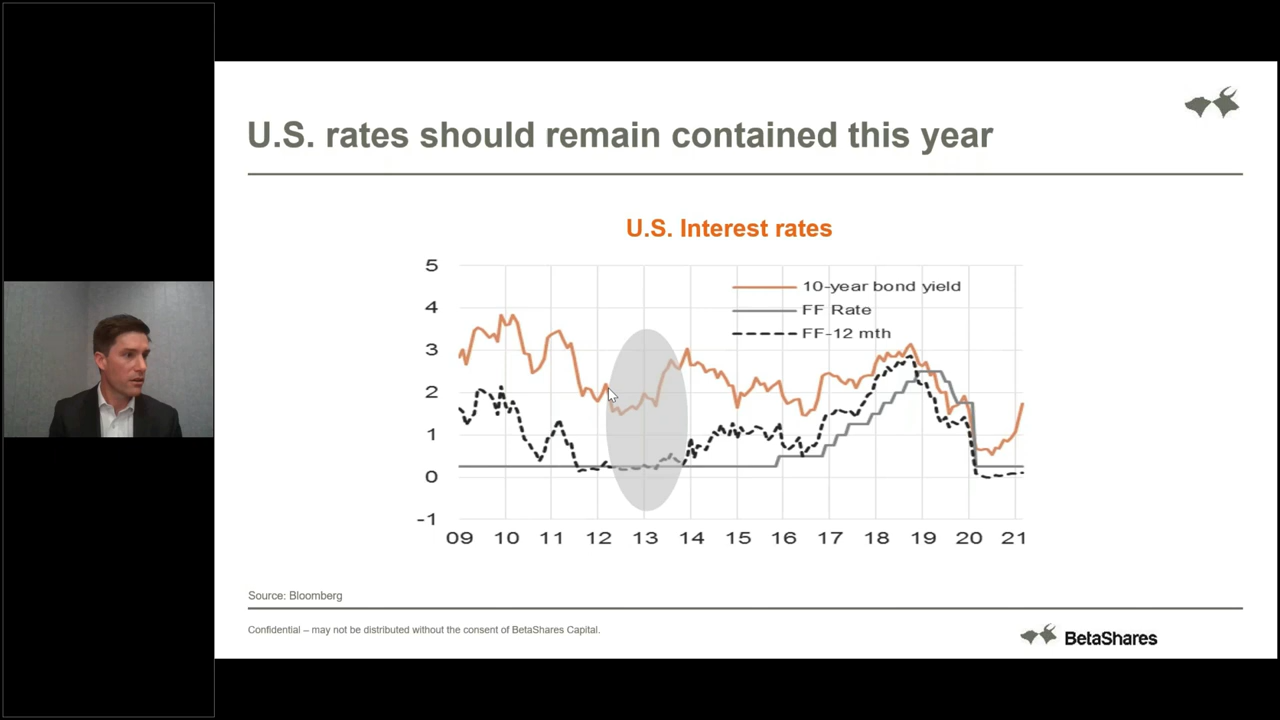 U.S. rates should remain contained this year
U.S. Interest rates
5
4
3
2
1
0
-1
10-year bond yield
FF Rate
FF-12 mth
09 10 11 12 13 14 15 16 17 18 19 20 21
Source: Bloomberg
Confidential – may not be distributed without the consent of BetaShares Capital.
BetaShares